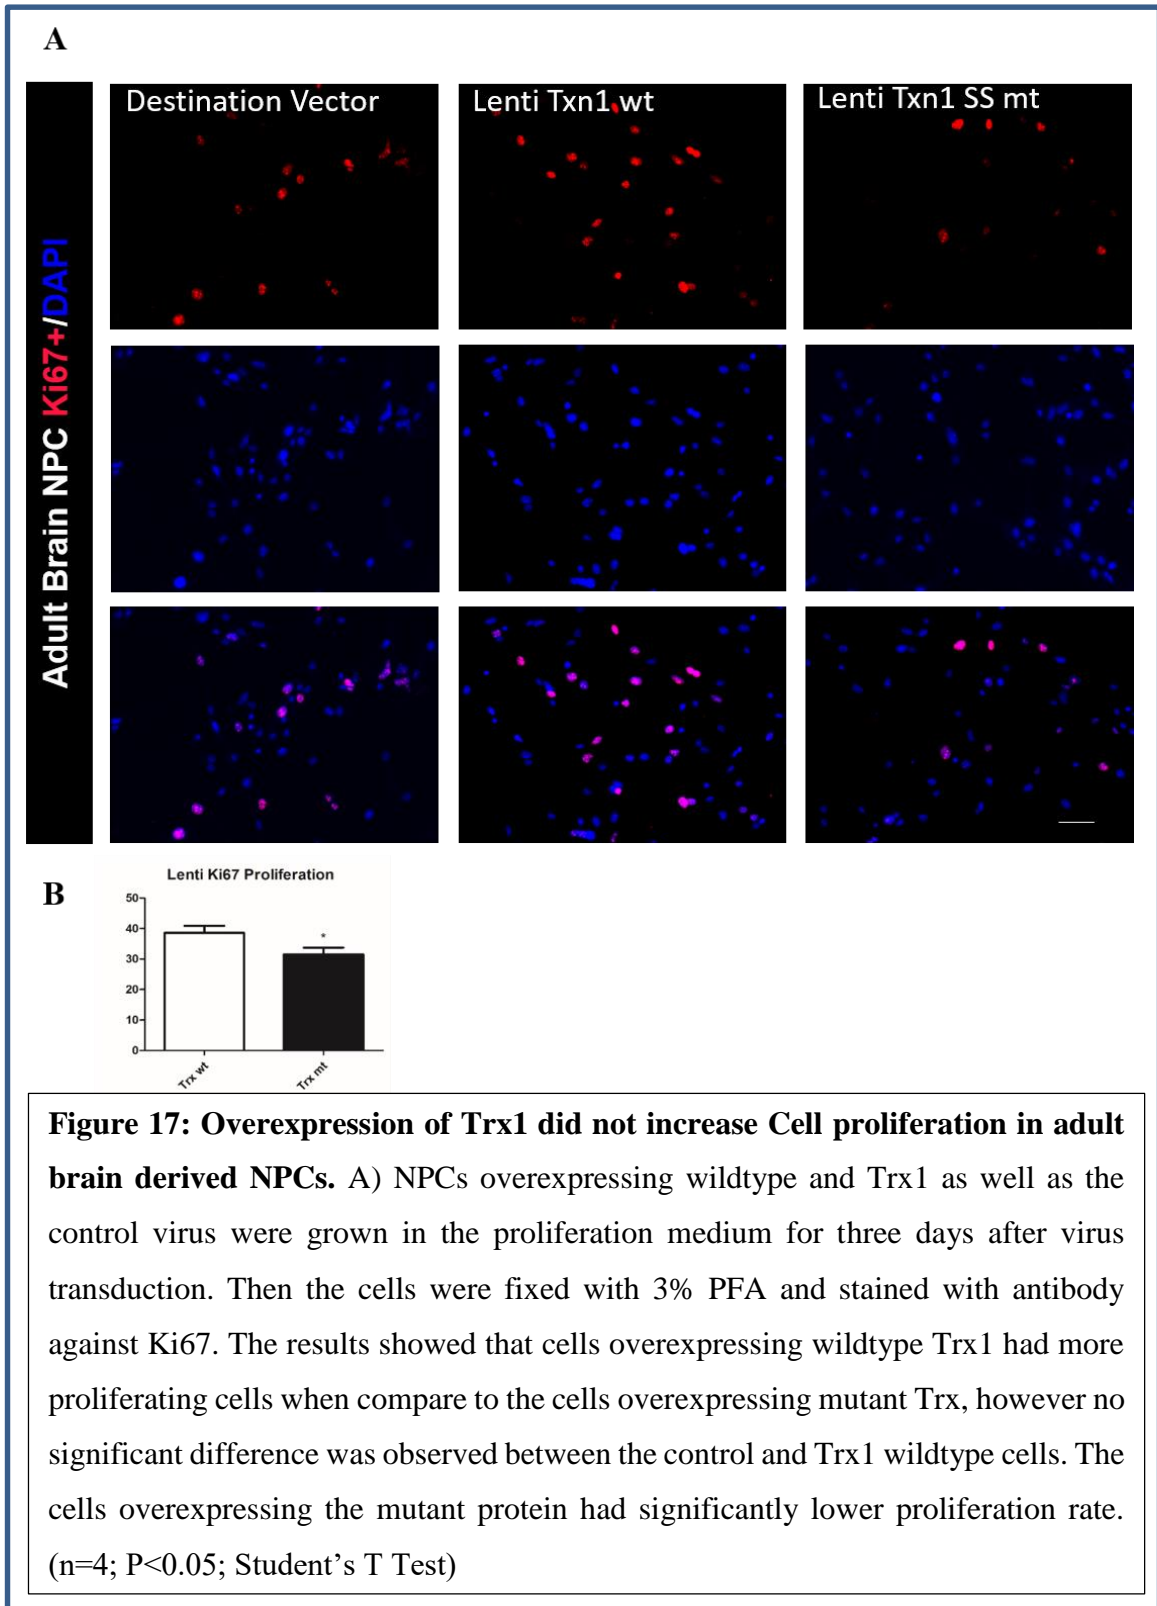 A
Destination Vector
Lenti Txn1 wt
Lenti Txn1 SS mt
Adult Brain NPC Ki67+/DAPI
B
Lenti Ki67 Proliferation
50
40
30
20
10
0
*
Trx wt
Trx mt
Figure 17: Overexpression of Trx1 did not increase Cell proliferation in adult
brain derived NPCs. A) NPCs overexpressing wildtype and Trx1 as well as the
control virus were grown in the proliferation medium for three days after virus
transduction. Then the cells were fixed with 3% PFA and stained with antibody
against Ki67. The results showed that cells overexpressing wildtype Trx1 had more
proliferating cells when compare to the cells overexpressing mutant Trx, however no
significant difference was observed between the control and Trx1 wildtype cells. The
cells overexpressing the mutant protein had significantly lower proliferation rate.
(n=4; P<0.05; Student’s T Test)